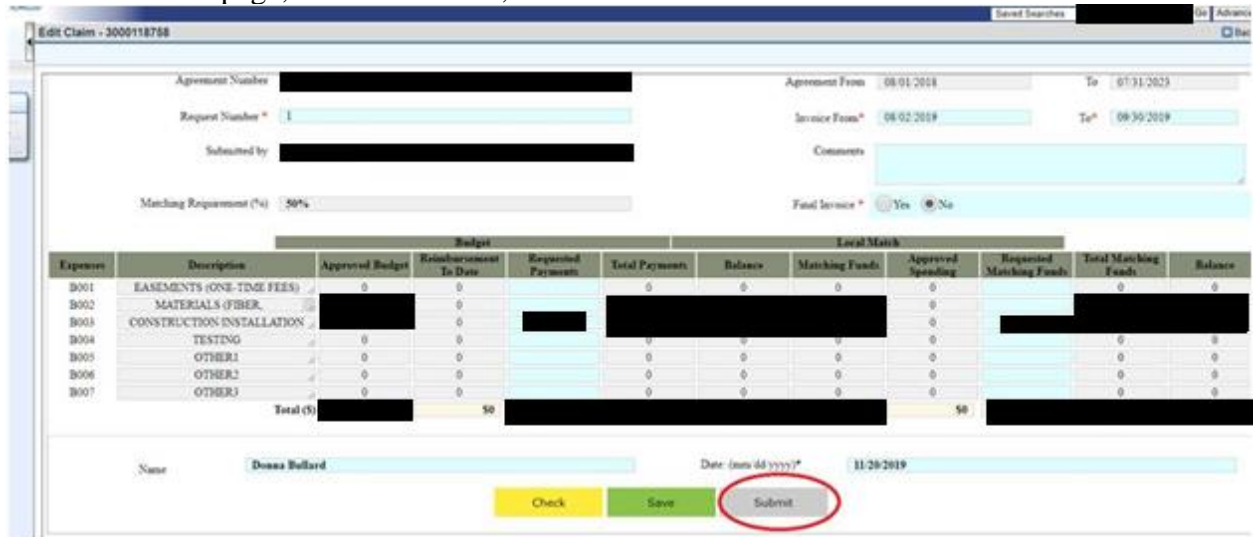 Saved Searches Go Advance
Edit Claim - 3000118758 Bac
Agreement Number Agreement From 08/01/2018 To 07/31/2023
Request Number * 1 Invoice From* 08/02/2019 To* 09/30/2019
Submitted by Comments
Matching Requirement (%) 50% Final Invoice * Yes No
Budget Local Match
Expenses Description Approved Budget Reimbursement To Date Requested Payments Total Payments Balance Matching Funds Approved Spending Requested Matching Funds Total Matching Funds Balance
B001 EASEMENTS (ONE-TIME FEES) 0 0 0 0 0 0 0 0
B002 MATERIALS (FIBER, 0 0
B003 CONSTRUCTION INSTALLATION 0 0
B004 TESTING 0 0 0 0 0 0 0 0
B005 OTHER1 0 0 0 0 0 0 0 0
B006 OTHER2 0 0 0 0 0 0 0 0
B007 OTHER3 0 0 0 0 0 0 0 0
Total ($) $0 $0
Name Donna Bullard Date: (mm/dd/yyyy)* 11/20/2019
Check Save Submit